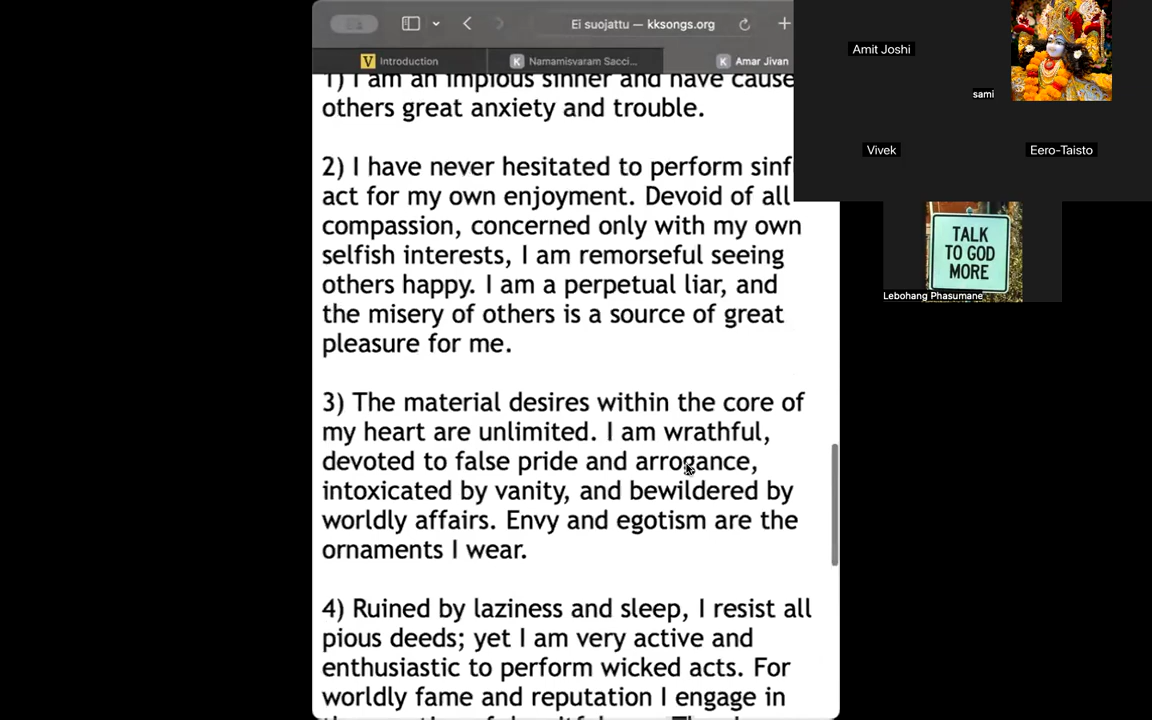 Ei suojattu — kksongs.org
Introduction
Namamisvaram Sacci...
Amar Jivan
1) I am an impious sinner and have cause
others great anxiety and trouble.
2) I have never hesitated to perform sinf
act for my own enjoyment. Devoid of all
compassion, concerned only with my own
selfish interests, I am remorseful seeing
others happy. I am a perpetual liar, and
the misery of others is a source of great
pleasure for me.
3) The material desires within the core of
my heart are unlimited. I am wrathful,
devoted to false pride and arrogance,
intoxicated by vanity, and bewildered by
worldly affairs. Envy and egotism are the
ornaments I wear.
4) Ruined by laziness and sleep, I resist all
pious deeds; yet I am very active and
enthusiastic to perform wicked acts. For
worldly fame and reputation I engage in
Amit Joshi
sami
Vivek
Eero-Taisto
TALK
TO GOD
MORE
Lebohang Phasumane